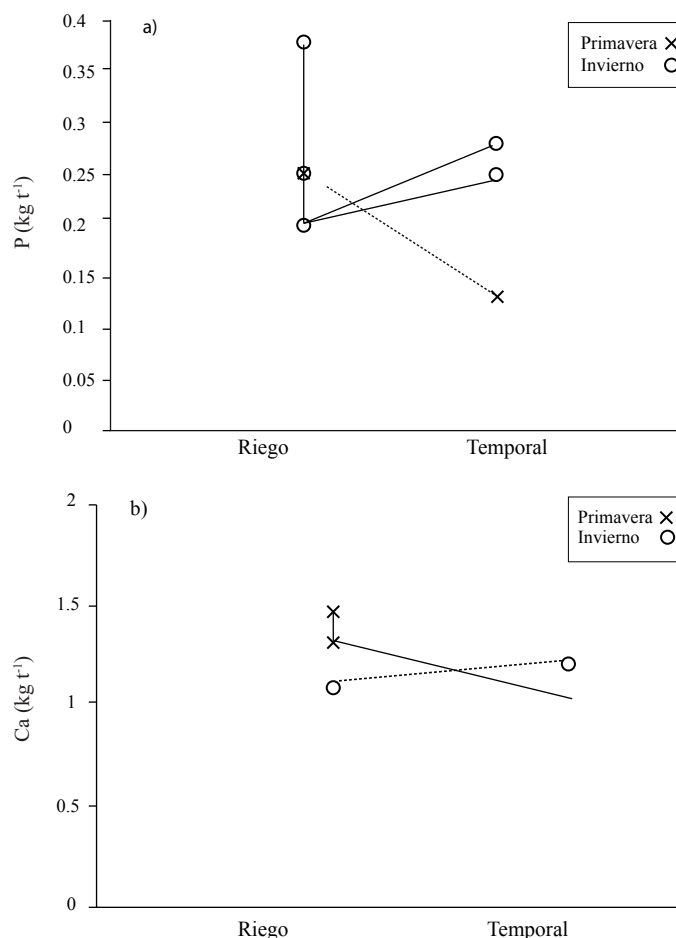 a)
Primavera
Invierno
0.4
0.35
0.3
0.25
0.2
0.15
0.1
0.05
0
P (kg t⁻¹)
Riego Temporal
b)
Primavera
Invierno
2
1.5
1
0.5
0
Ca (kg t⁻¹)
Riego Temporal